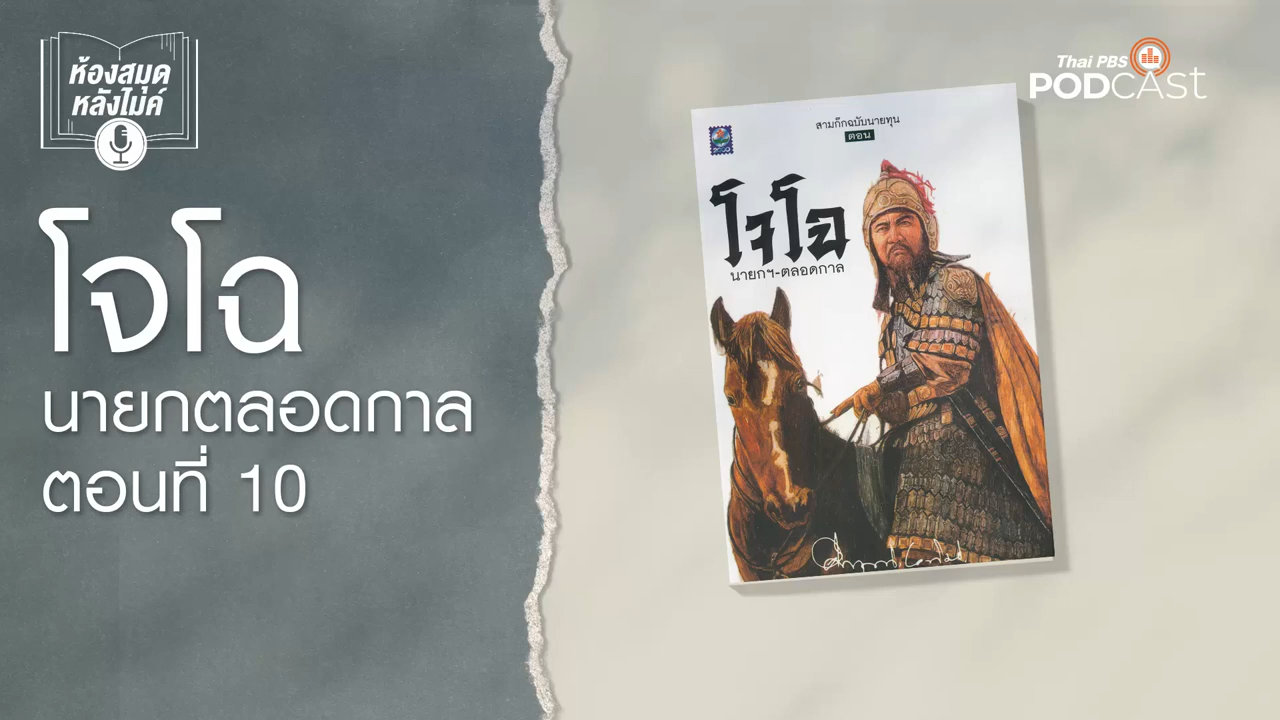 ห้องสมุด
หลังไมค์
โจโฉ
นายกตลอดกาล
ตอนที่ 10
Thai PBS
PODCAst
สามก๊กฉบับนายทุน
ตอน
โจโฉ
นายกฯ-ตลอดกาล